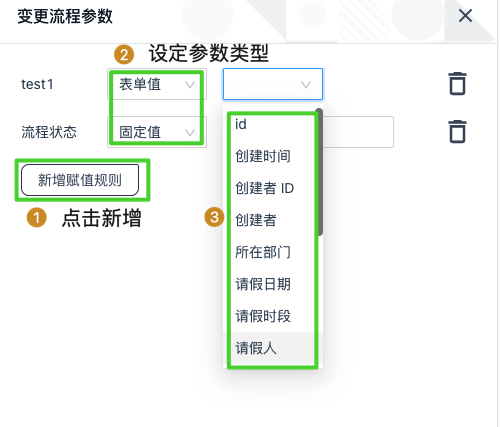 变更流程参数
2 设定参数类型
test1 表单值
流程状态 固定值
新增赋值规则
1 点击新增
3
id
创建时间
创建者 ID
创建者
所在部门
请假日期
请假时段
请假人